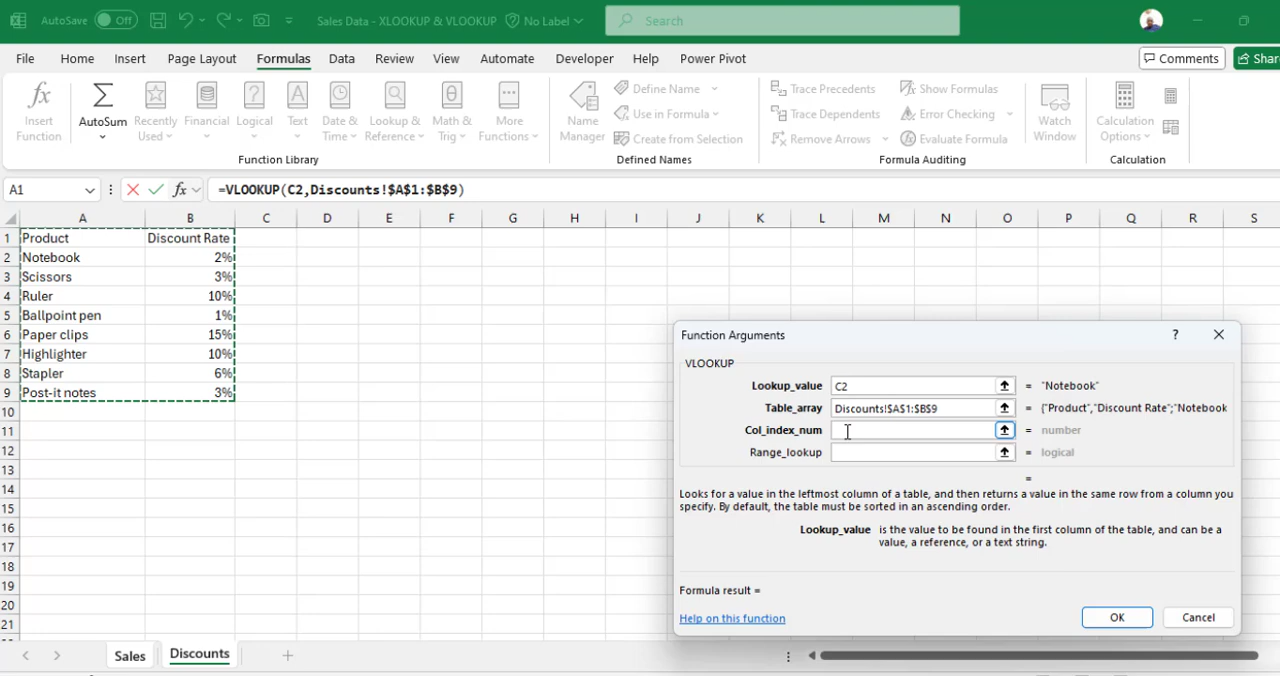 AutoSave Off Sales Data - XLOOKUP & VLOOKUP No Label Search
File Home Insert Page Layout Formulas Data Review View Automate Developer Help Power Pivot Comments Shar
fx Insert Function
Σ AutoSum
Recently Used
Financial
Logical
Text
Date & Time
Lookup & Reference
Math & Trig
More Functions
Function Library
Name Manager
Define Name
Use in Formula
Create from Selection
Defined Names
Trace Precedents
Trace Dependents
Remove Arrows
Show Formulas
Error Checking
Evaluate Formula
Formula Auditing
Watch Window
Calculation Options
Calculation
A1 fx =VLOOKUP(C2,Discounts!$A$1:$B$9)
A B C D E F G H I J K L M N O P Q R S
1 Product Discount Rate
2 Notebook 2%
3 Scissors 3%
4 Ruler 10%
5 Ballpoint pen 1%
6 Paper clips 15%
7 Highlighter 10%
8 Stapler 6%
9 Post-it notes 3%
10
11
12
13
14
15
16
17
18
19
20
21
Function Arguments ?
VLOOKUP
Lookup_value C2 = "Notebook"
Table_array Discounts!$A$1:$B$9 = {"Product","Discount Rate";"Notebook
Col_index_num = number
Range_lookup = logical
=
Looks for a value in the leftmost column of a table, and then returns a value in the same row from a column you
specify. By default, the table must be sorted in an ascending order.
Lookup_value is the value to be found in the first column of the table, and can be a
value, a reference, or a text string.
Formula result =
Help on this function OK Cancel
Sales Discounts